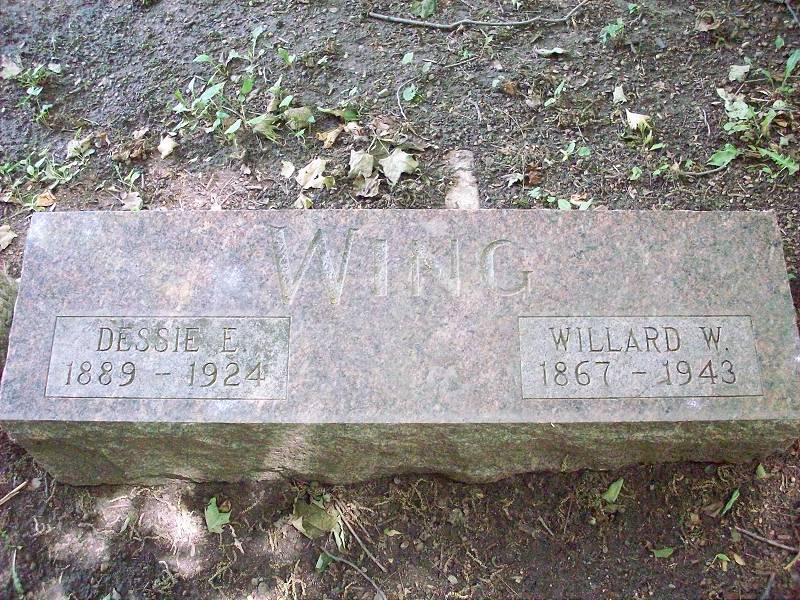 WING
DESSIE E.
1889 - 1924
WILLARD W.
1867 - 1943